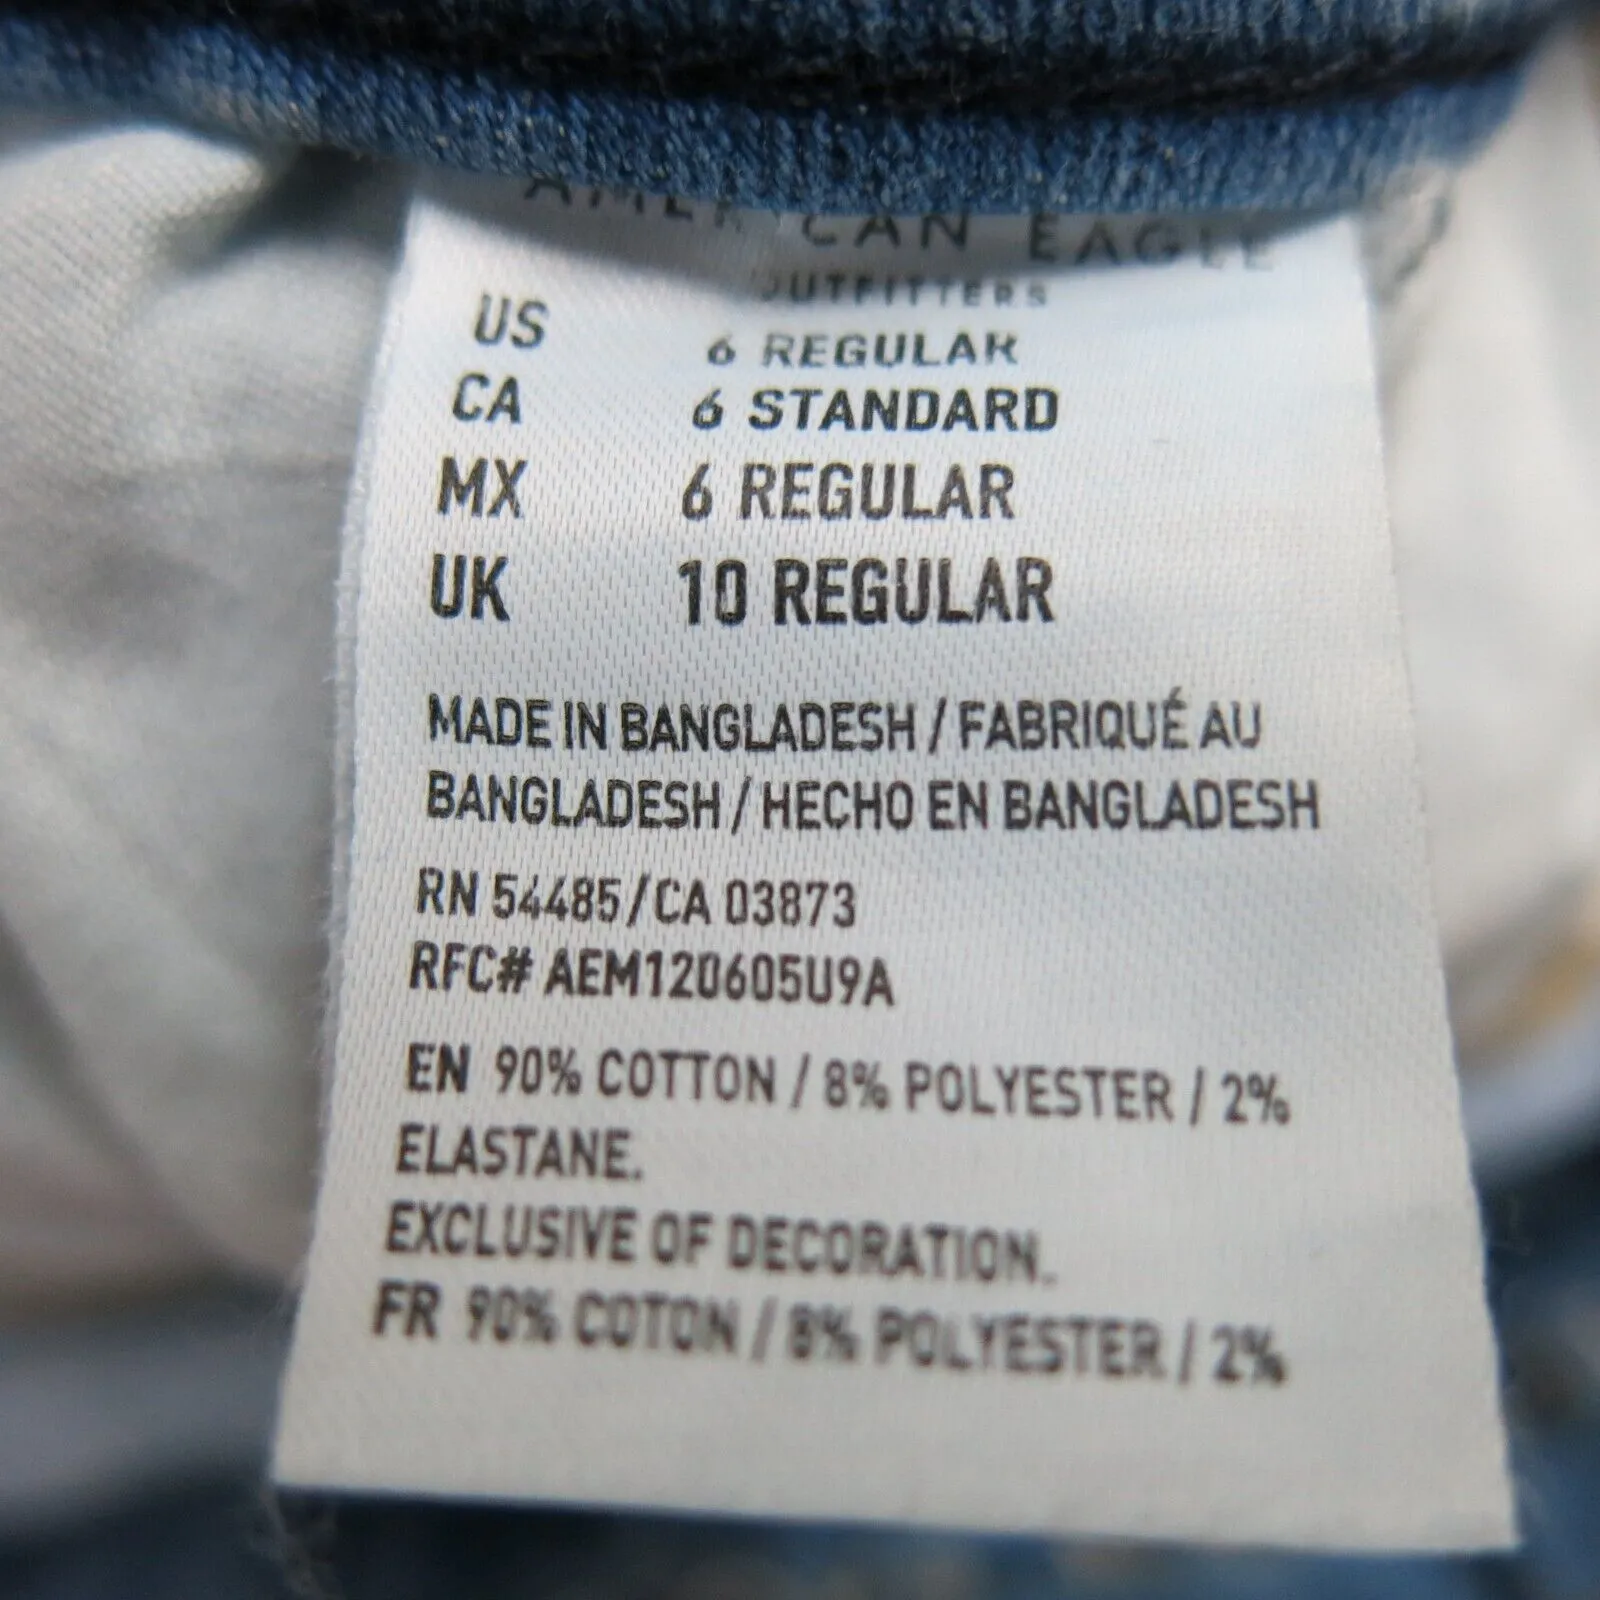 AMERICAN EAGLE
OUTFITTERS
US 6 REGULAR
CA 6 STANDARD
MX 6 REGULAR
UK 10 REGULAR
MADE IN BANGLADESH / FABRIQUÉ AU
BANGLADESH / HECHO EN BANGLADESH
RN 54485/CA 03873
RFC# AEM120605U9A
EN 90% COTTON / 8% POLYESTER / 2%
ELASTANE.
EXCLUSIVE OF DECORATION.
FR 90% COTON / 8% POLYESTER / 2%